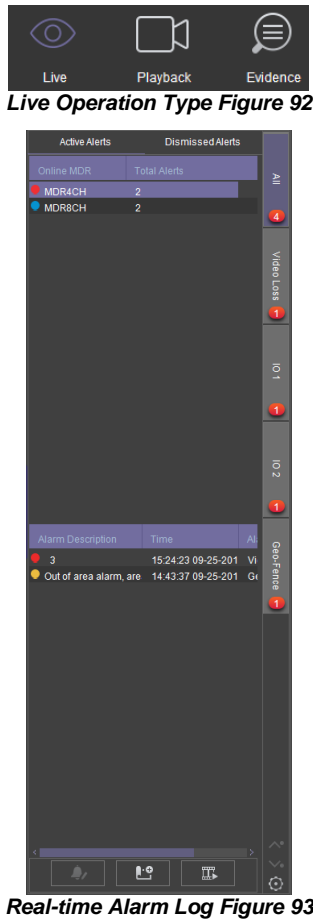 Live Playback Evidence
Live Operation Type Figure 92
Active Alerts Dismissed Alerts
Online MDR Total Alerts
MDR4CH 2
MDR8CH 2
All
4
Video Loss
1
IO 1
1
IO 2
1
Geo-Fence
1
Alarm Description Time Al
3 15:24:23 09-25-201 Vi
Out of area alarm, are 14:43:37 09-25-201 Ge
Real-time Alarm Log Figure 93